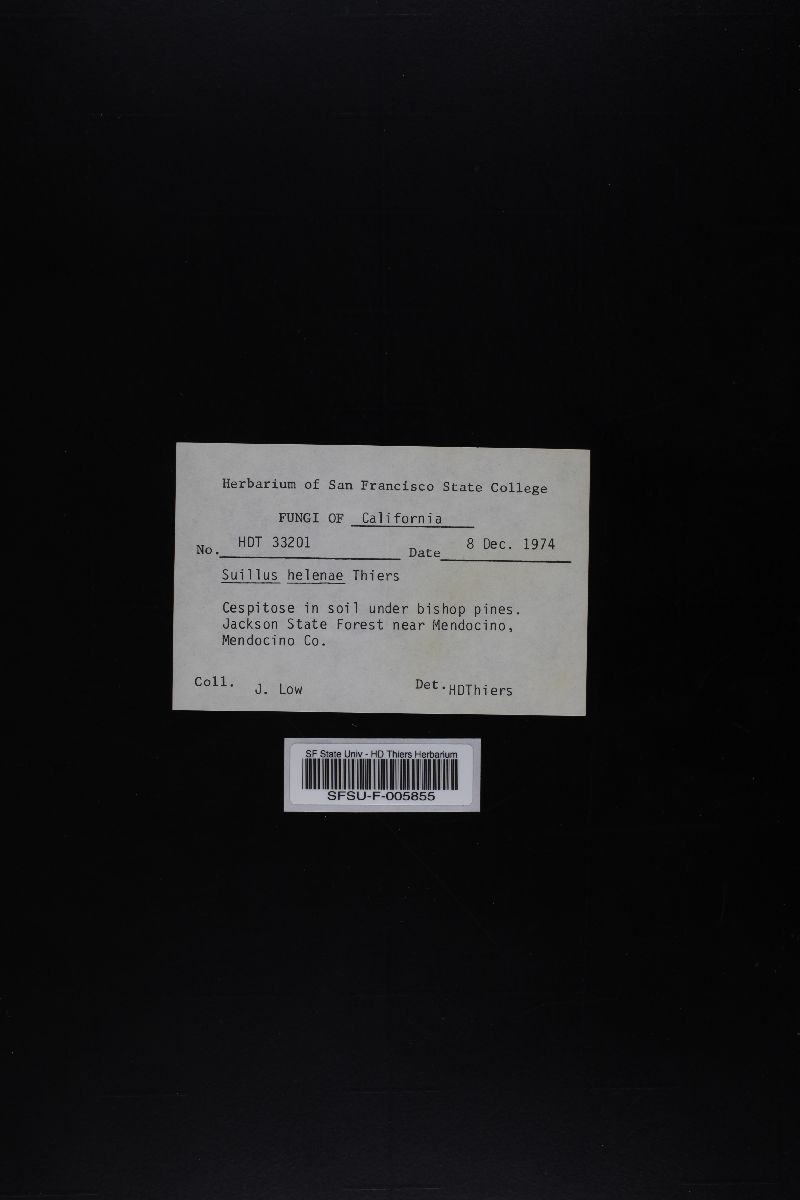 Herbarium of San Francisco State College
FUNGI OF California
No. HDT 33201 Date 8 Dec. 1974
Suillus helenae Thiers
Cespitose in soil under bishop pines.
Jackson State Forest near Mendocino,
Mendocino Co.
Coll. J. Low Det. HDThiers
SF State Univ - HD Thiers Herbarium
SFSU-F-005855